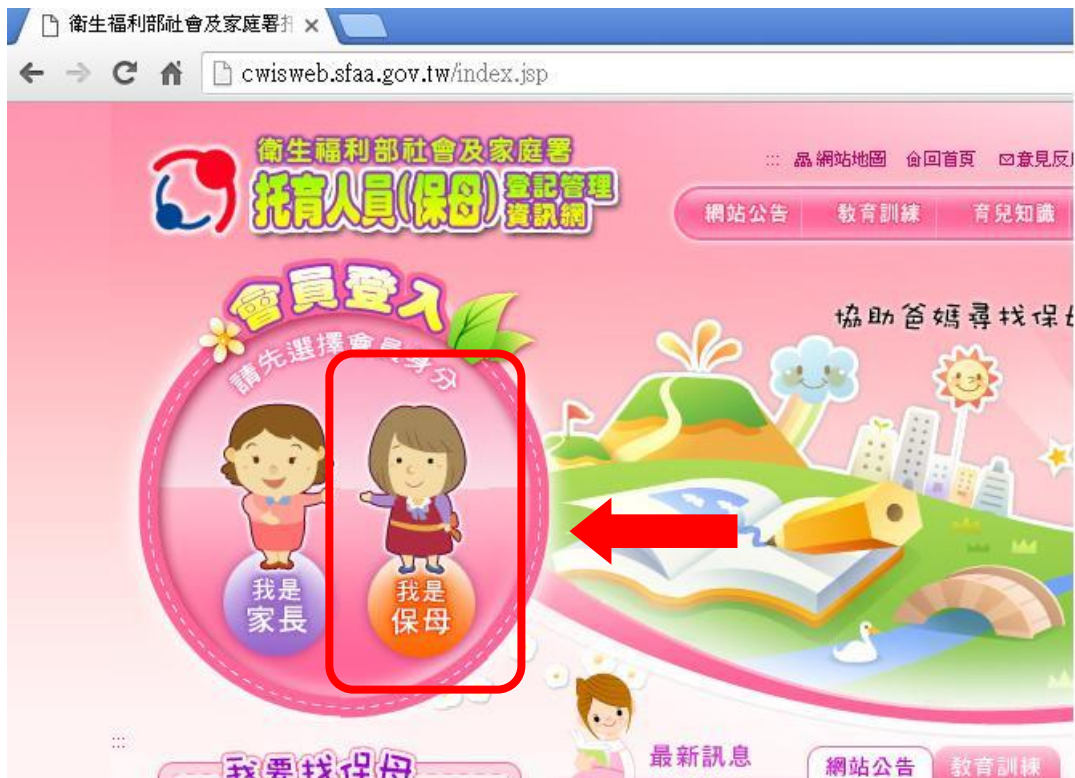 衛生福利部社會及家庭署托
cwisweb.sfaa.gov.tw/index.jsp
衛生福利部社會及家庭署
托育人員(保母)登記管理資訊網
網站地圖 回首頁 意見反
網站公告 教育訓練 育兒知識
會員登入
請先選擇會員身分
協助爸媽尋找保母
我是家長
我是保母
我要找保母
最新訊息
網站公告 教育訓練